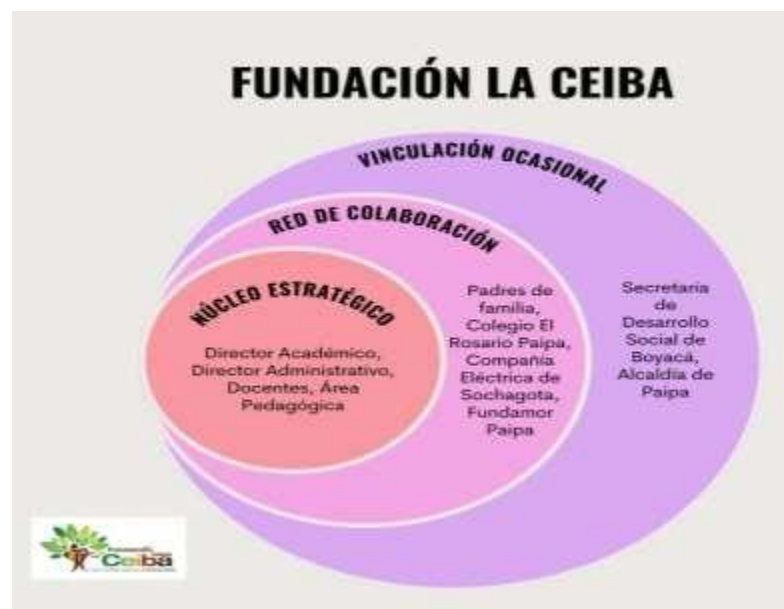 FUNDACIÓN LA CEIBA
VINCULACIÓN OCASIONAL
RED DE COLABORACIÓN
NÚCLEO ESTRATÉGICO
Director Académico,
Director Administrativo,
Docentes, Área
Pedagógica
Padres de
familia,
Colegio El
Rosario Paipa,
Compañía
Eléctrica de
Sochagota,
Fundamor
Paipa
Secretaria
de
Desarrollo
Social de
Boyacá,
Alcaldía de
Paipa
Ceiba